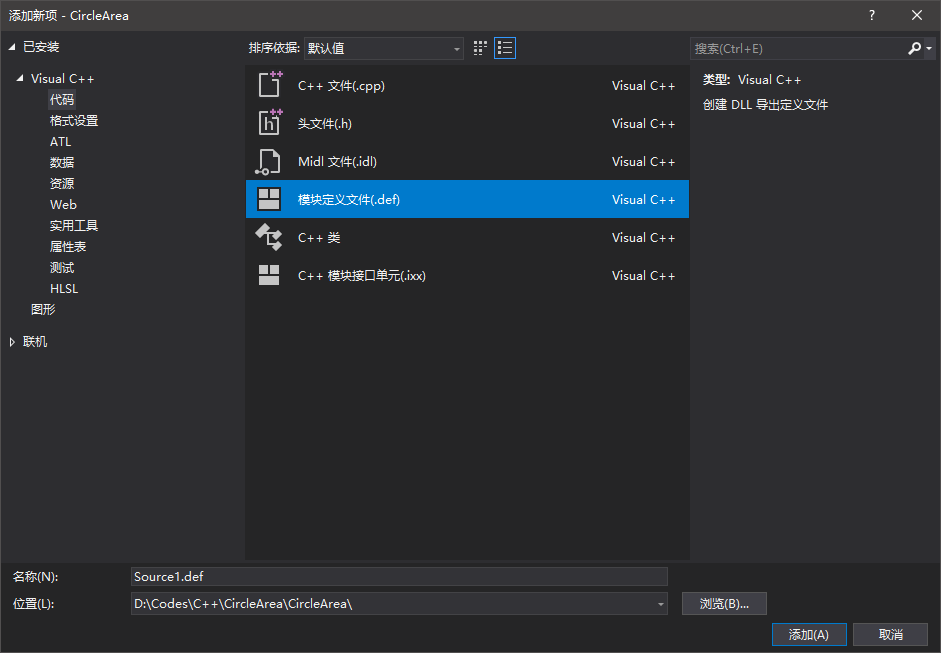 添加新项 - CircleArea
?
已安装
Visual C++
代码
格式设置
ATL
数据
资源
Web
实用工具
属性表
测试
HLSL
图形
联机
排序依据: 默认值
C++ 文件(.cpp) Visual C++
头文件(.h) Visual C++
Midl 文件(.idl) Visual C++
模块定义文件(.def) Visual C++
C++ 类 Visual C++
C++ 模块接口单元(.ixx) Visual C++
搜索(Ctrl+E)
类型: Visual C++
创建 DLL 导出定义文件
名称(N): Source1.def
位置(L): D:\Codes\C++\CircleArea\CircleArea\ 浏览(B)...
添加(A) 取消